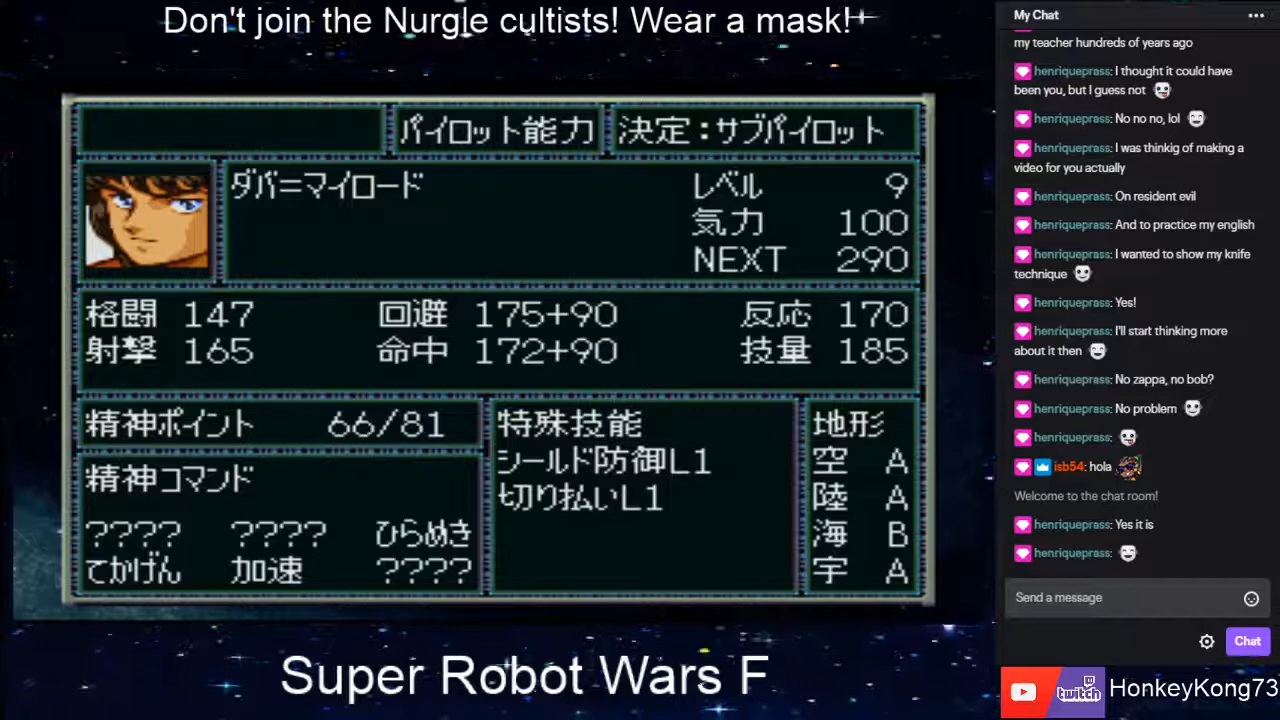 Don't join the Nurgle cultists! Wear a mask!
パイロット能力
決定:サブパイロット
ダバ=マイロード
レベル 9
気力 100
NEXT 290
格闘 147 回避 175+90 反応 170
射撃 165 命中 172+90 技量 185
精神ポイント 66/81
精神コマンド
???? ???? ひらめき
てかげん 加速 ????
特殊技能
シールド防御L1
切り払いL1
地形
空 A
陸 A
海 B
宇 A
Super Robot Wars F
My Chat
my teacher hundreds of years ago
henriqueprass: I thought it could have
been you, but I guess not
henriqueprass: No no no, lol
henriqueprass: I was thinkig of making a
video for you actually
henriqueprass: On resident evil
henriqueprass: And to practice my english
henriqueprass: I wanted to show my knife
technique
henriqueprass: Yes!
henriqueprass: I'll start thinking more
about it then
henriqueprass: No zappa, no bob?
henriqueprass: No problem
henriqueprass:
isb54: hola
Welcome to the chat room!
henriqueprass: Yes it is
henriqueprass:
Send a message
Chat
twitch
HonkeyKong73